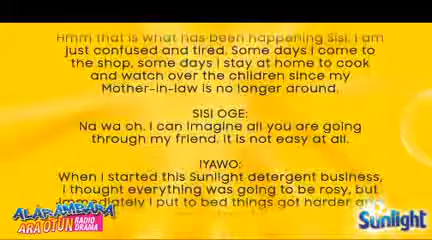 Hmm that is what has been happening Sisi. I am
just confused and tired. Some days I come to
the shop, some days I stay at home to cook
and watch over the children since my
Mother-in-law is no longer around.
SISI OGE:
Na wa oh. I can imagine all you are going
through my friend. It is not easy at all.
IYAWO:
When I started this Sunlight detergent business,
I thought everything was going to be rosy, but
immediately I put to bed things got harder
ALARAMBARA
ARA OTUN RADIO
DRAMA
Sunlight